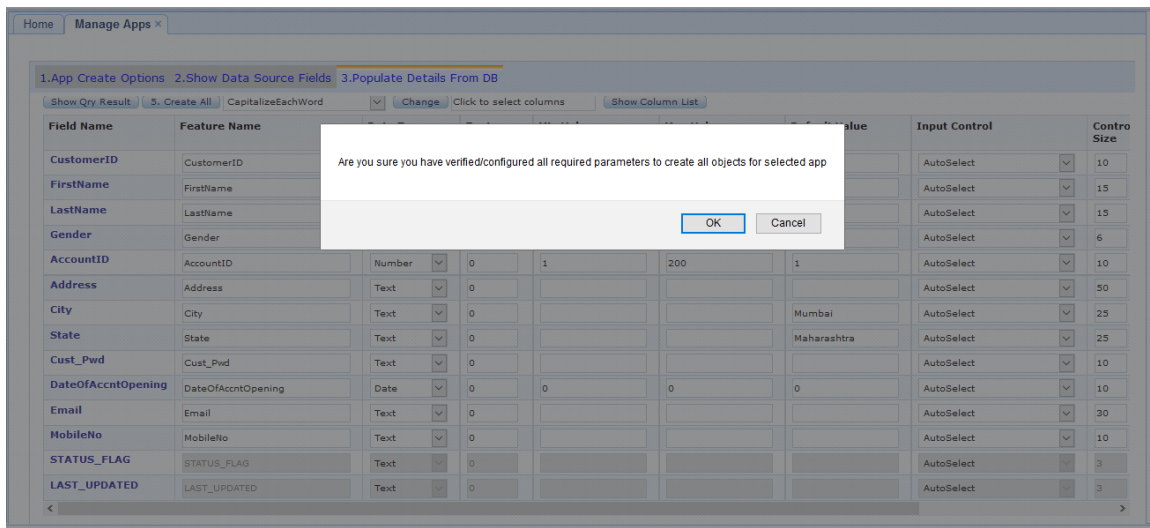 Home Manage Apps ×
1.App Create Options 2.Show Data Source Fields 3.Populate Details From DB
Show Qry Result 5. Create All CapitalizeEachWord Change Click to select columns Show Column List
Field Name Feature Name Value Input Control Contro
Size
Are you sure you have verified/configured all required parameters to create all objects for selected app
OK Cancel
CustomerID CustomerID AutoSelect 10
FirstName FirstName AutoSelect 15
LastName LastName AutoSelect 15
Gender Gender AutoSelect 6
AccountID AccountID Number 0 1 200 1 AutoSelect 10
Address Address Text 0 AutoSelect 50
City City Text 0 Mumbai AutoSelect 25
State State Text 0 Maharashtra AutoSelect 25
Cust_Pwd Cust_Pwd Text 0 AutoSelect 10
DateOfAccntOpening DateOfAccntOpening Date 0 0 0 0 AutoSelect 10
Email Email Text 0 AutoSelect 30
MobileNo MobileNo Text 0 AutoSelect 10
STATUS_FLAG STATUS_FLAG Text 0 AutoSelect 3
LAST_UPDATED LAST_UPDATED Text 0 AutoSelect 3